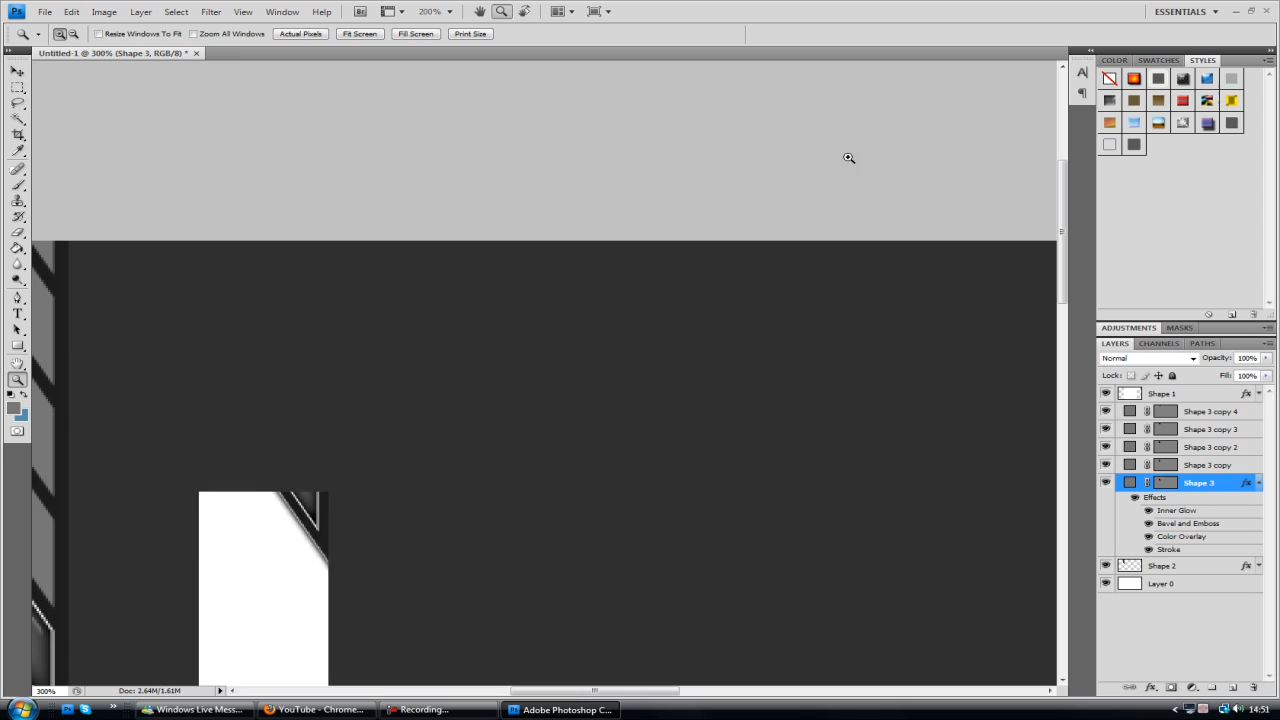 Ps File Edit Image Layer Select Filter View Window Help Br 200% ESSENTIALS
Resize Windows To Fit Zoom All Windows Actual Pixels Fit Screen Fill Screen Print Size
Untitled-1 @ 300% (Shape 3, RGB/8) *
COLOR SWATCHES STYLES
ADJUSTMENTS MASKS
LAYERS CHANNELS PATHS
Normal Opacity: 100%
Lock: Fill: 100%
Shape 1 fx
Shape 3 copy 4
Shape 3 copy 3
Shape 3 copy 2
Shape 3 copy
Shape 3 fx
Effects
Inner Glow
Bevel and Emboss
Color Overlay
Stroke
Shape 2 fx
Layer 0
300% Doc: 2.64M/1.61M
Windows Live Mess... YouTube - Chrome... Recording... Adobe Photoshop C... 14:51